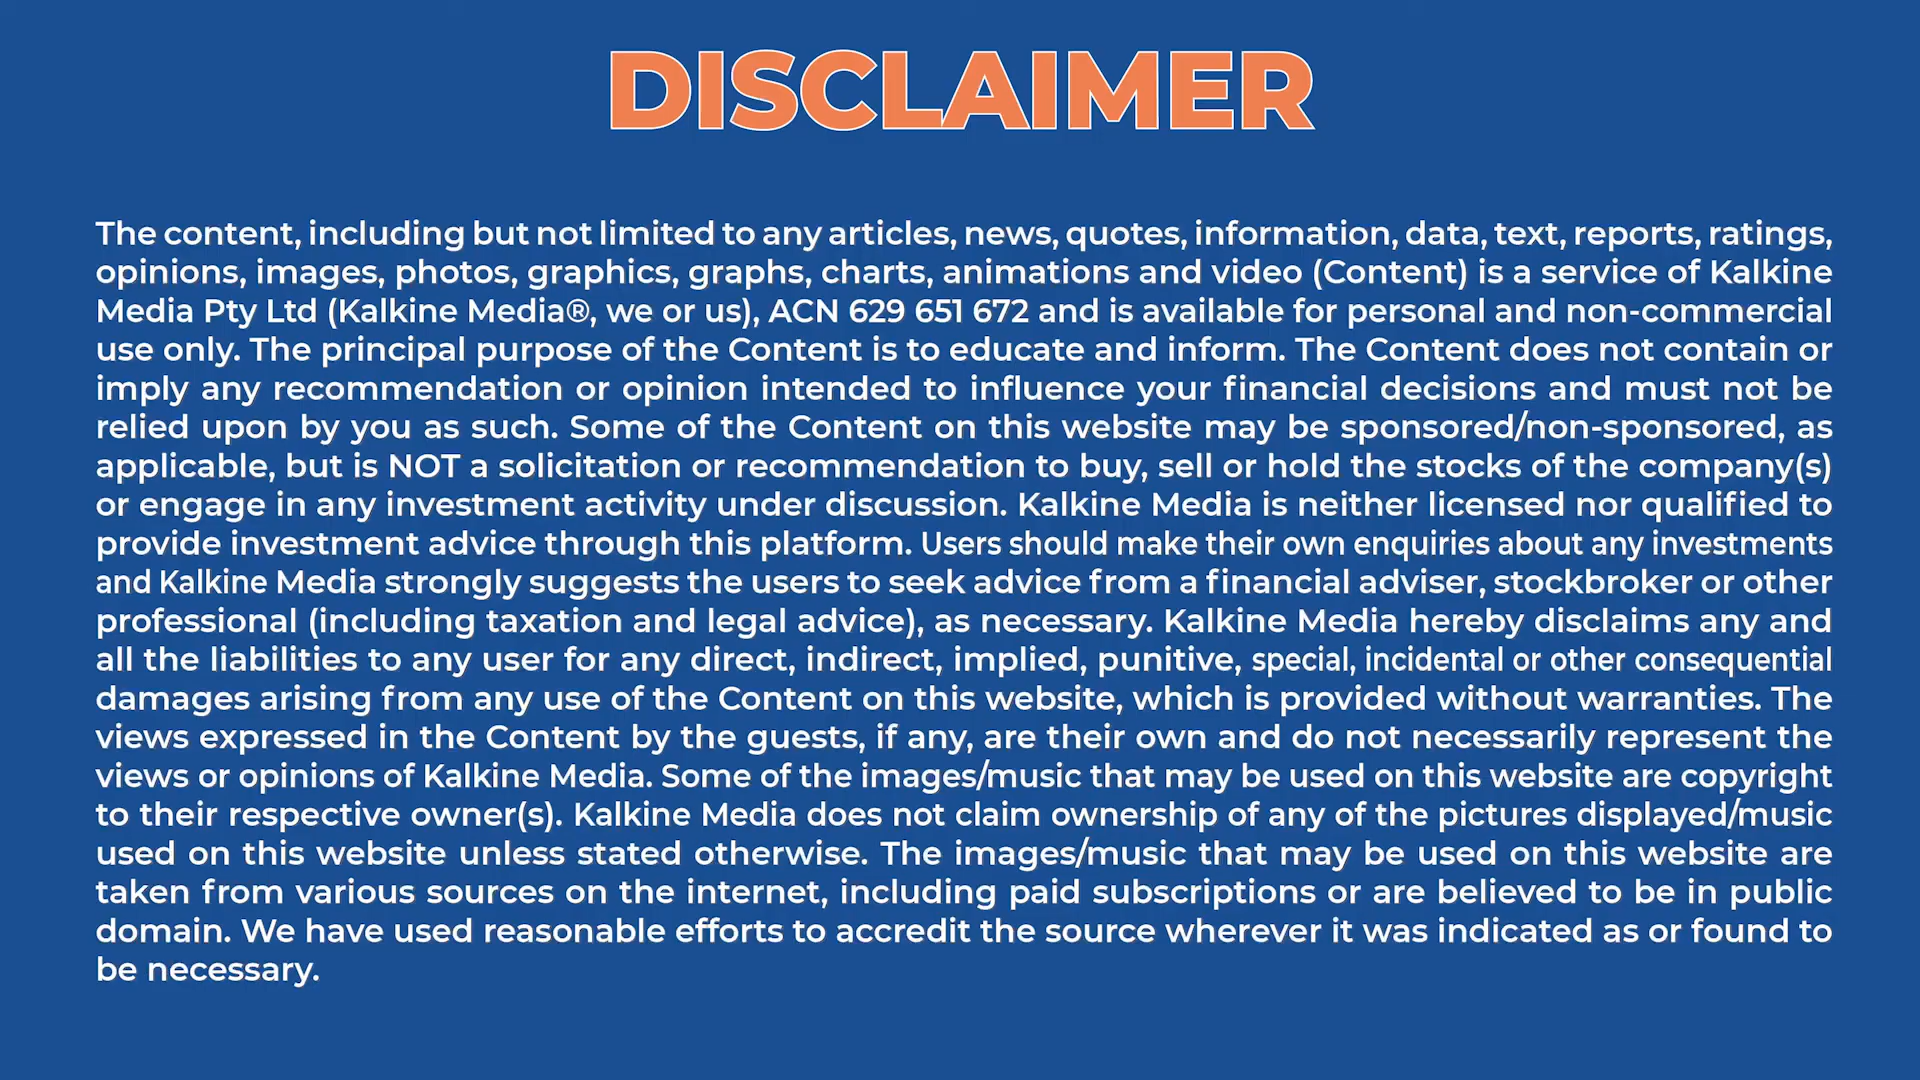 DISCLAIMER
The content, including but not limited to any articles, news, quotes, information, data, text, reports, ratings,
opinions, images, photos, graphics, graphs, charts, animations and video (Content) is a service of Kalkine
Media Pty Ltd (Kalkine Media®, we or us), ACN 629 651 672 and is available for personal and non-commercial
use only. The principal purpose of the Content is to educate and inform. The Content does not contain or
imply any recommendation or opinion intended to influence your financial decisions and must not be
relied upon by you as such. Some of the Content on this website may be sponsored/non-sponsored, as
applicable, but is NOT a solicitation or recommendation to buy, sell or hold the stocks of the company(s)
or engage in any investment activity under discussion. Kalkine Media is neither licensed nor qualified to
provide investment advice through this platform. Users should make their own enquiries about any investments
and Kalkine Media strongly suggests the users to seek advice from a financial adviser, stockbroker or other
professional (including taxation and legal advice), as necessary. Kalkine Media hereby disclaims any and
all the liabilities to any user for any direct, indirect, implied, punitive, special, incidental or other consequential
damages arising from any use of the Content on this website, which is provided without warranties. The
views expressed in the Content by the guests, if any, are their own and do not necessarily represent the
views or opinions of Kalkine Media. Some of the images/music that may be used on this website are copyright
to their respective owner(s). Kalkine Media does not claim ownership of any of the pictures displayed/music
used on this website unless stated otherwise. The images/music that may be used on this website are
taken from various sources on the internet, including paid subscriptions or are believed to be in public
domain. We have used reasonable efforts to accredit the source wherever it was indicated as or found to
be necessary.